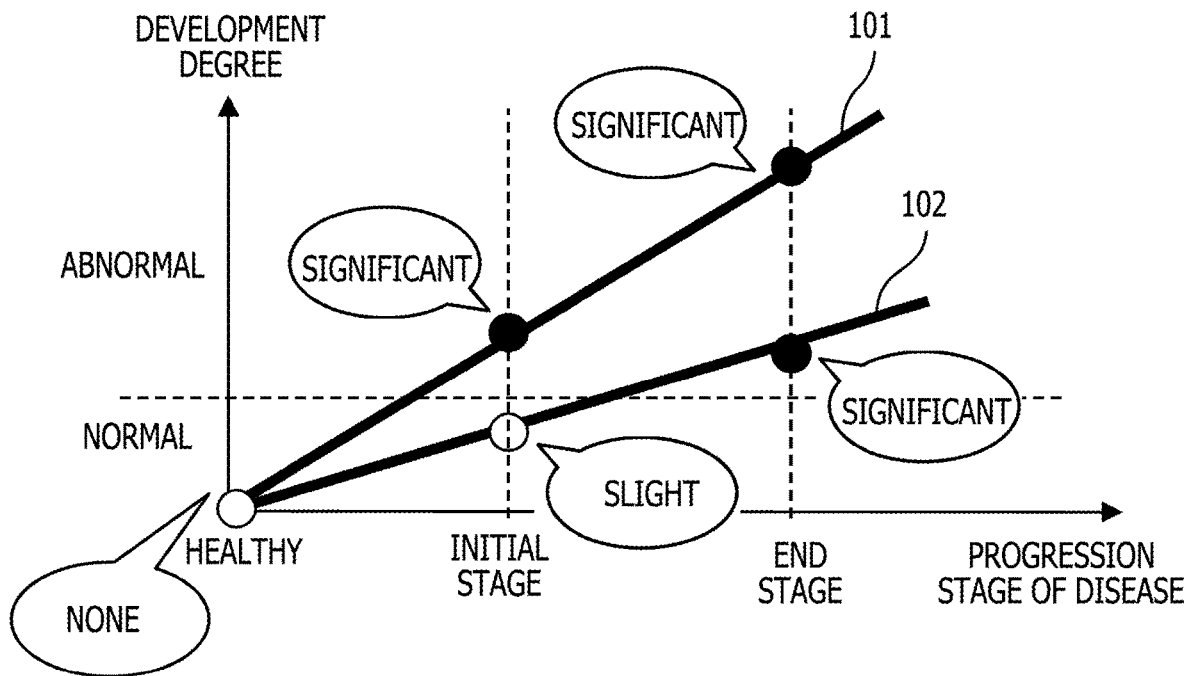 DEVELOPMENT
DEGREE
101
SIGNIFICANT
102
SIGNIFICANT
ABNORMAL
NORMAL
SIGNIFICANT
SLIGHT
HEALTHY
INITIAL
STAGE
END
STAGE
PROGRESSION
STAGE OF DISEASE
NONE